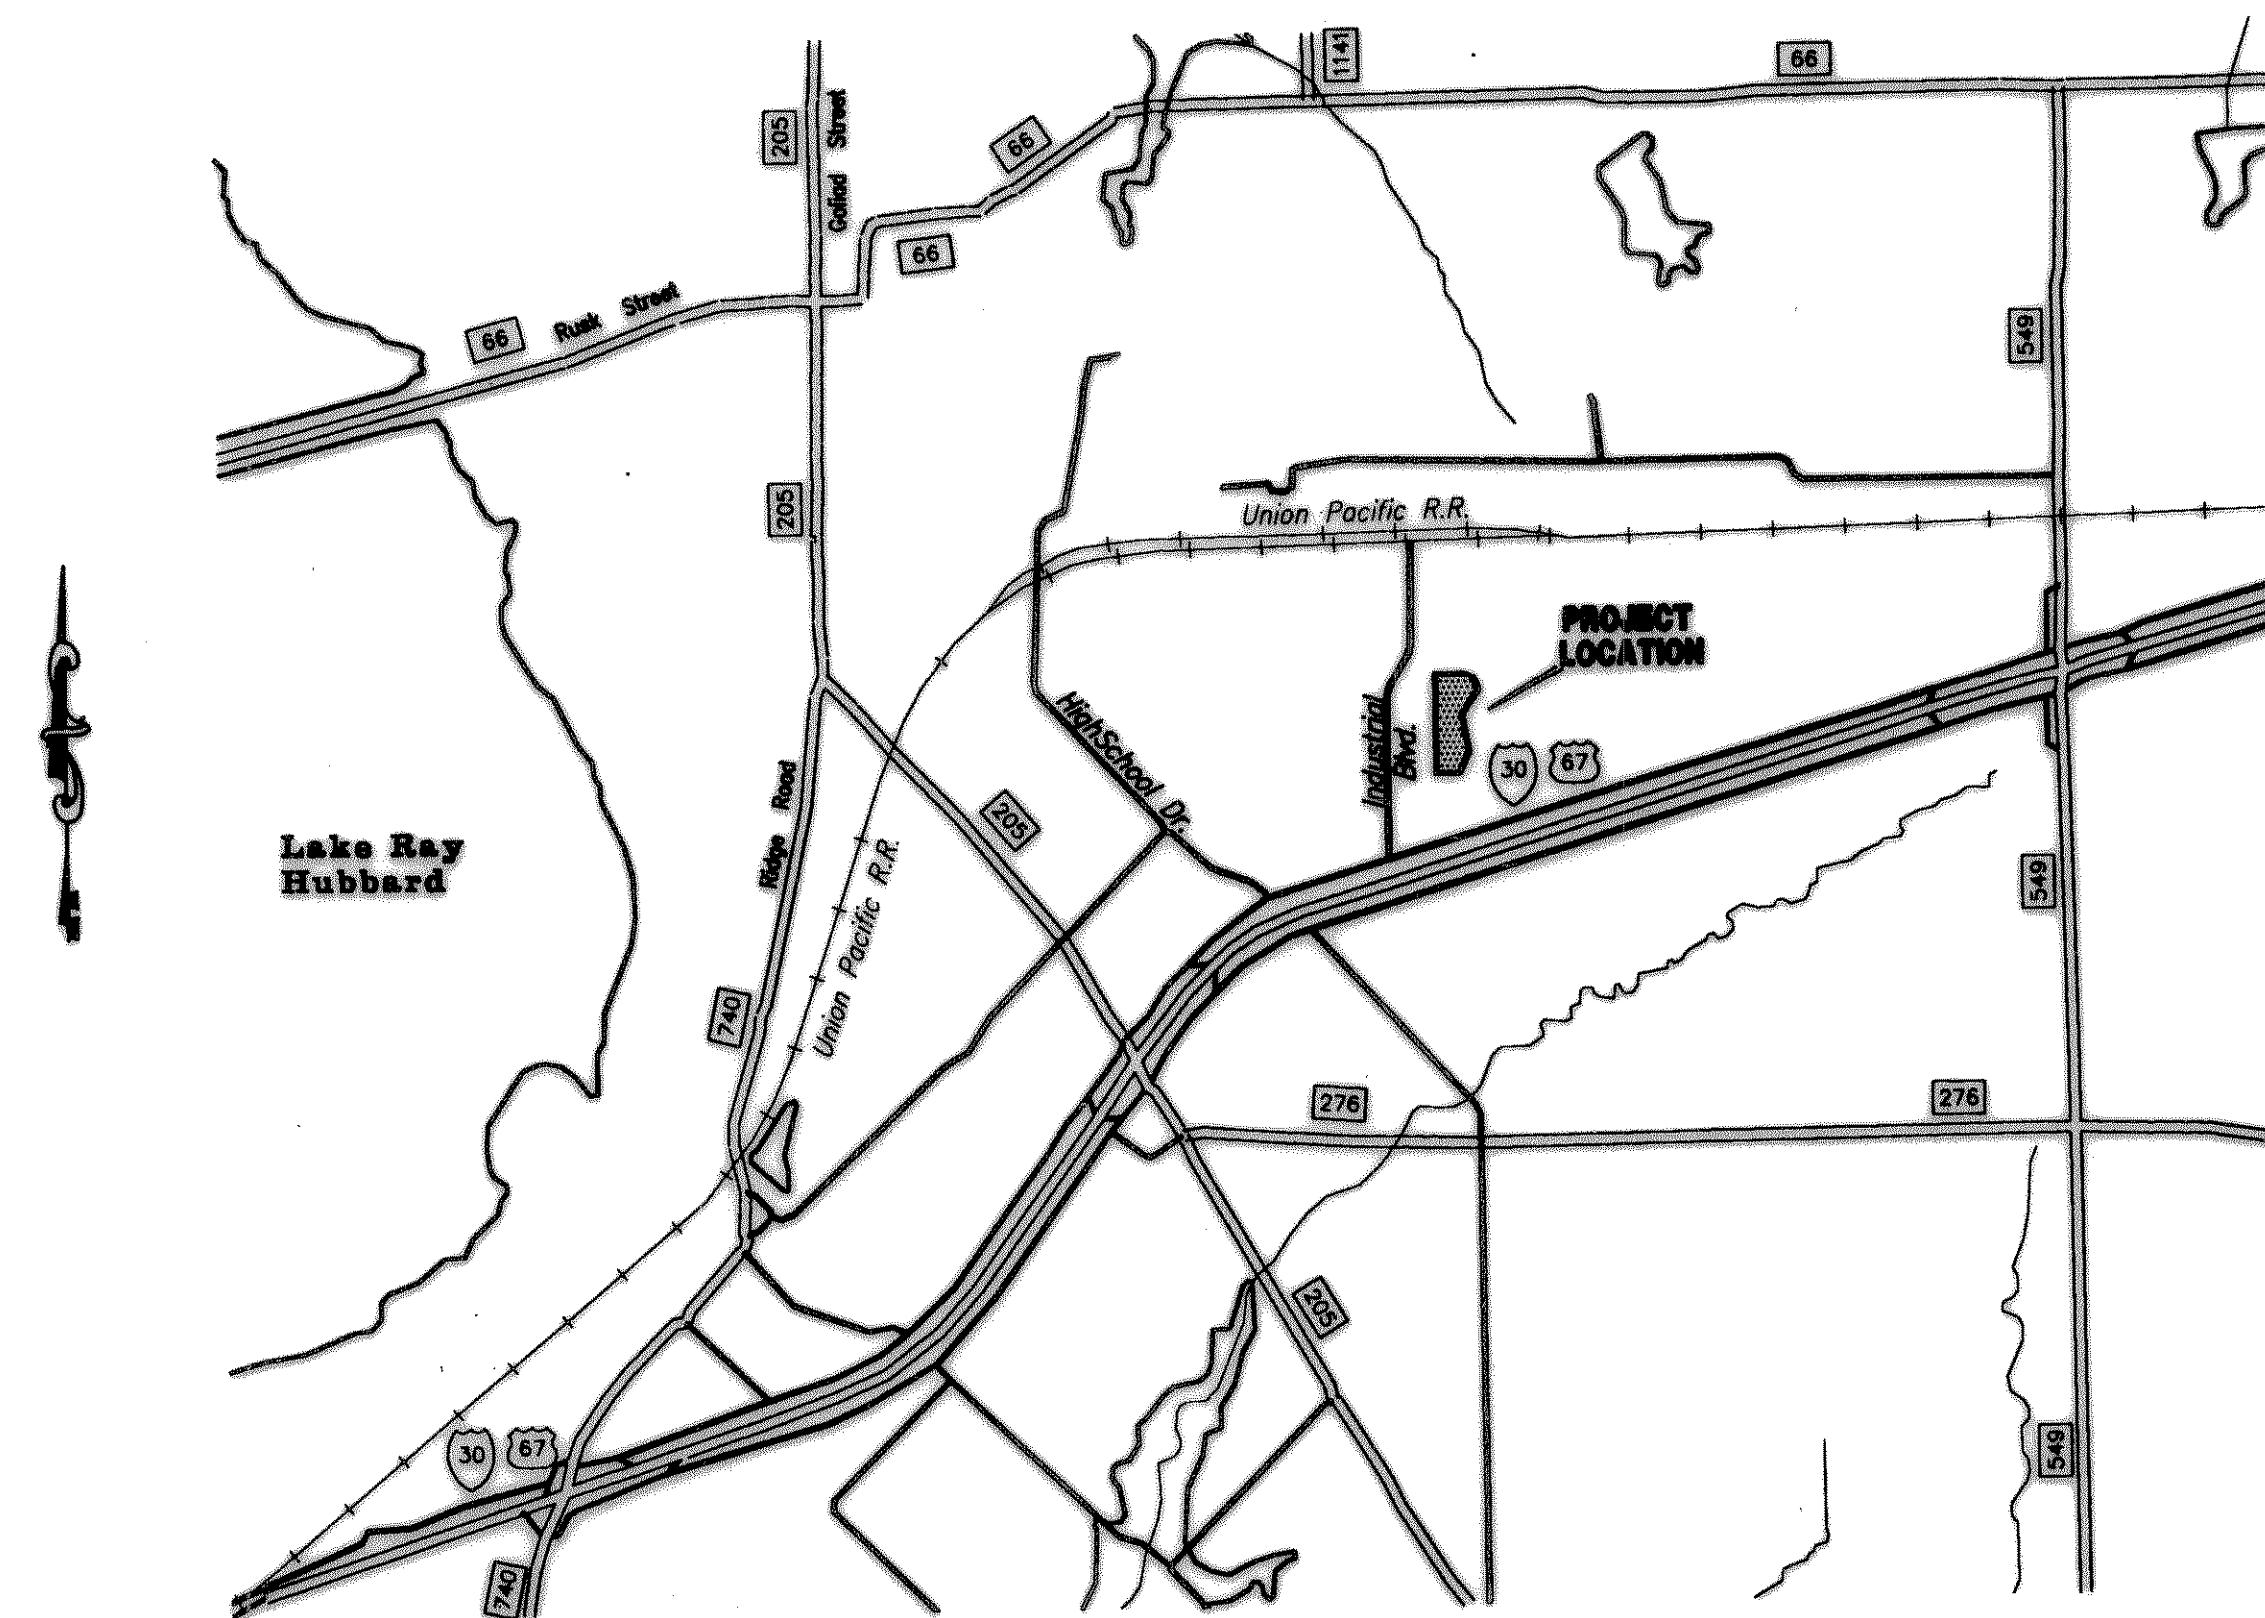 1141
66
205
Goliad Street
66
66
66 Rusk Street
549
205
Union Pacific R.R.
PROJECT
LOCATION
HighSchool Dr.
Industrial
Blvd.
30 67
205
Ridge Road
Lake Ray
Hubbard
Union Pacific R.R.
549
740
276
276
205
30 67
549
740